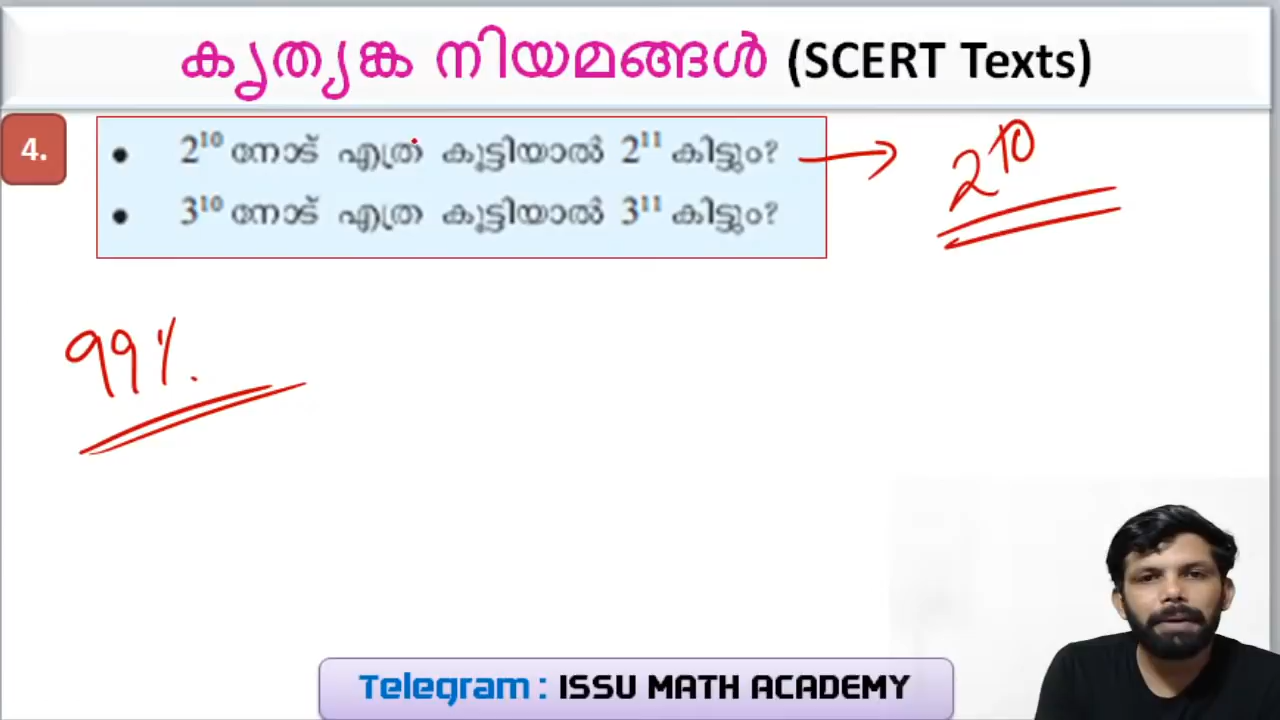 കൃത്യങ്ക നിയമങ്ങൾ (SCERT Texts)
4.
• 2¹⁰ നോട് എത്ര കൂട്ടിയാൽ 2¹¹ കിട്ടും? → 2¹⁰
• 3¹⁰ നോട് എത്ര കൂട്ടിയാൽ 3¹¹ കിട്ടും?
99%.
Telegram : ISSU MATH ACADEMY